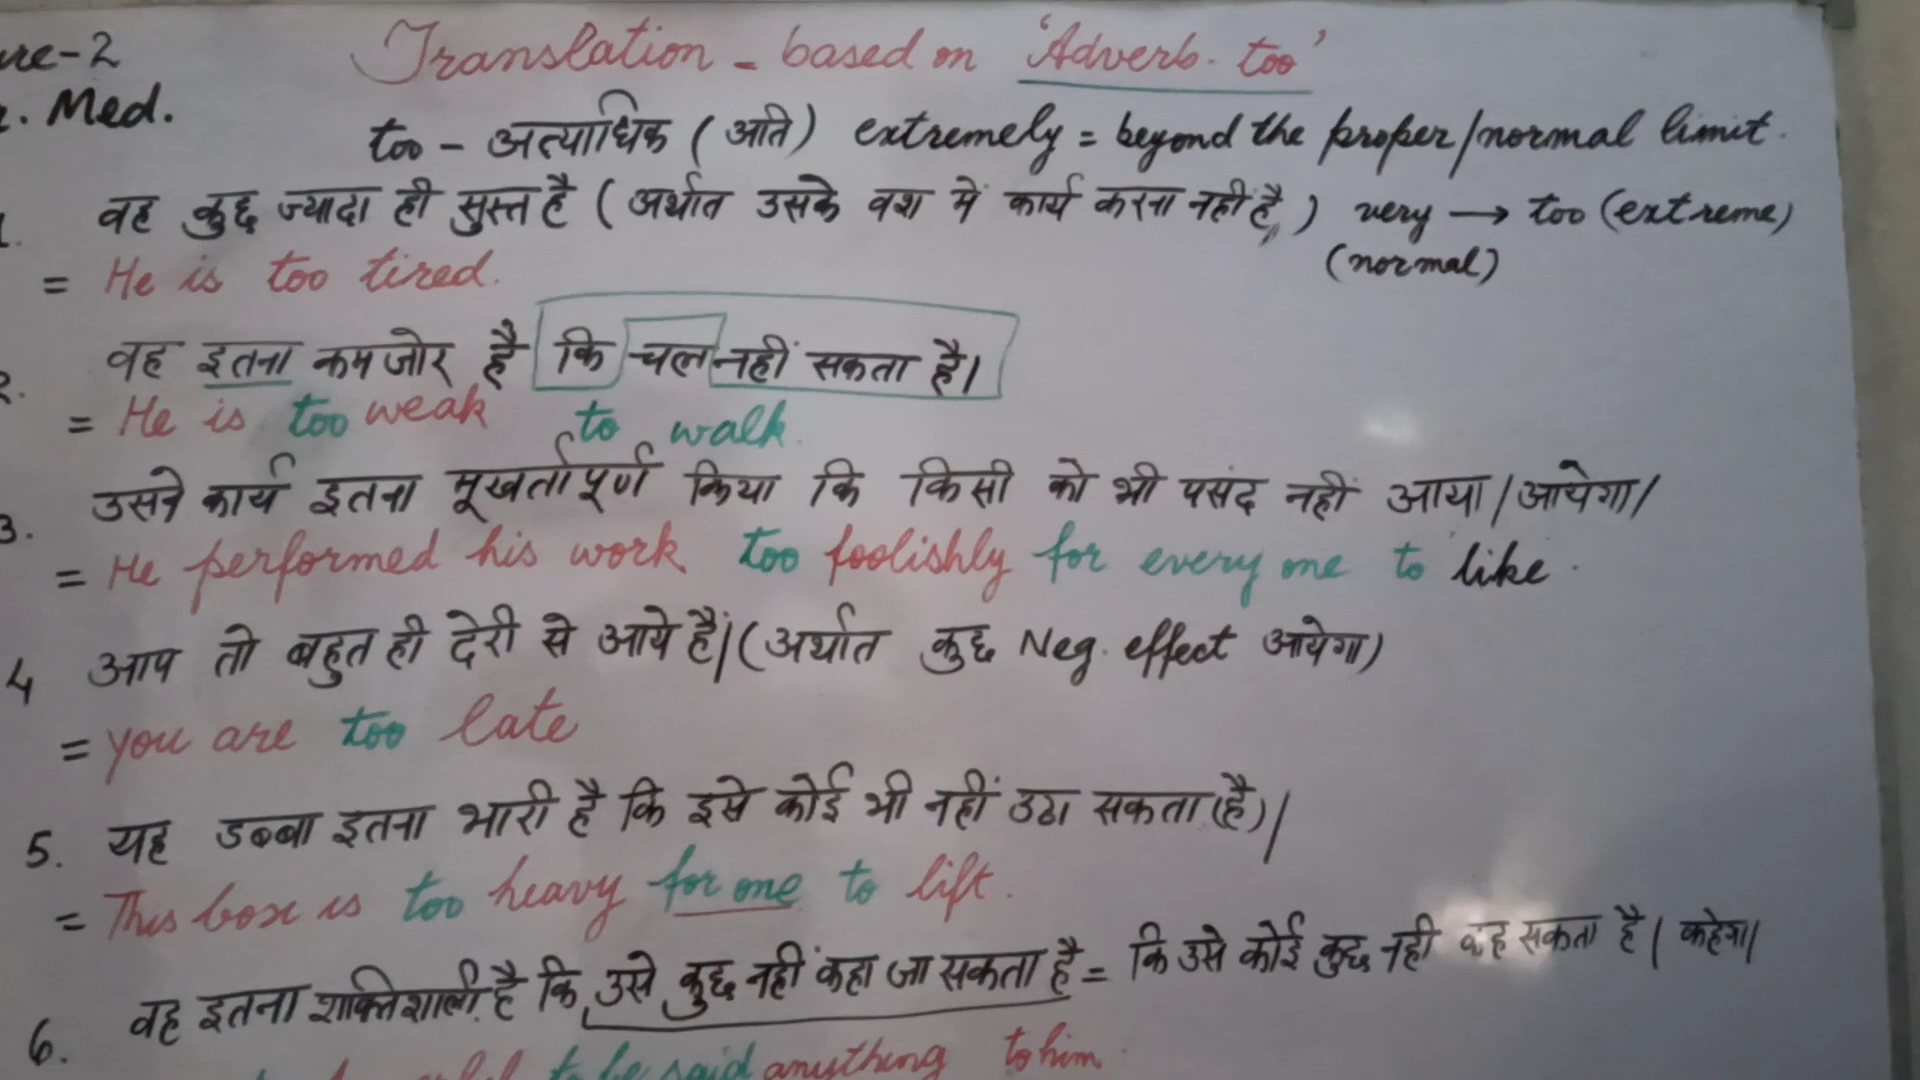 ure-2 Translation - based on 'Adverb- too'
. Med.
too - अत्याधिक (अति) extremely = beyond the proper/normal limit.
1. वह कुछ ज्यादा ही सुस्त है (अर्थात उसके वश में कार्य करना नही है,) very → too (extreme)
(normal)
= He is too tired.
2. वह इतना कमजोर है कि चल नहीं सकता है।
= He is too weak to walk.
3. उसने कार्य इतना मूर्खतापूर्ण किया कि किसी को भी पसंद नहीं आया/आयेगा/
= He performed his work too foolishly for every one to like.
4 आप तो बहुत ही देरी से आये हैं। (अर्थात कुछ Neg. effect आयेगा)
= you are too late
5. यह डब्बा इतना भारी है कि इसे कोई भी नहीं उठा सकता (है)/
= This box is too heavy for one to lift.
6. वह इतना शक्तिशाली है कि उसे कुछ नहीं कहा जा सकता है = कि उसे कोई कुछ नही कह सकता है। कहेगा।
to be said anything to him.